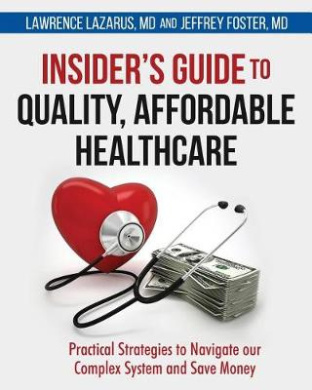 LAWRENCE LAZARUS, MD AND JEFFREY FOSTER, MD
INSIDER'S GUIDE TO
QUALITY, AFFORDABLE
HEALTHCARE
Practical Strategies to Navigate our
Complex System and Save Money